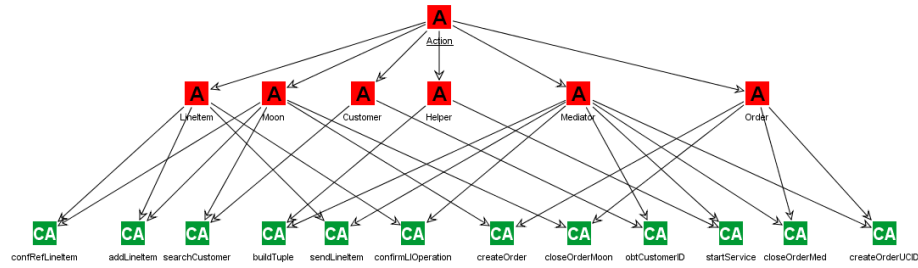 A
Action
A A A A A A
LineItem Moon Customer Helper Mediator Order
CA CA CA CA CA CA CA CA CA CA CA CA
confRefLineItem addLineItem searchCustomer buildTuple sendLineItem confirmLIOperation createOrder closeOrderMoon obtCustomerID startService closeOrderMed createOrderUCID